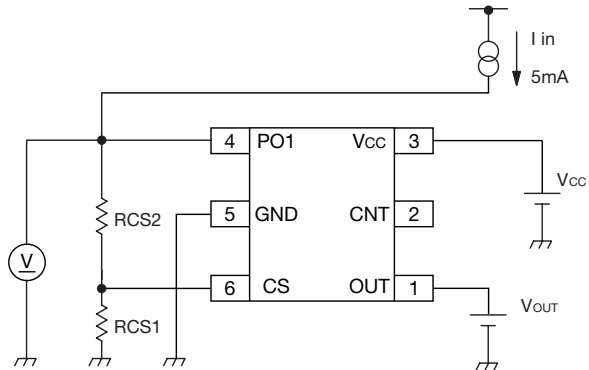 I in
5mA
4 PO1 VCC 3
VCC
RCS2
5 GND CNT 2
V
6 CS OUT 1
VOUT
RCS1